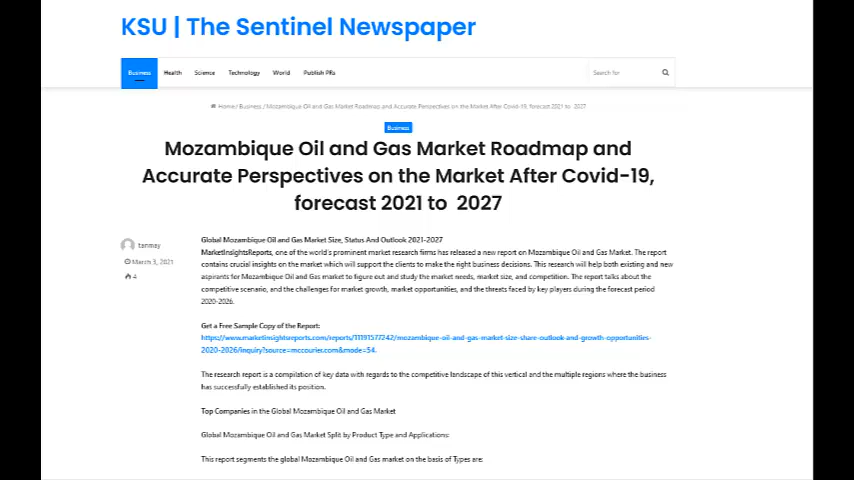 KSU | The Sentinel Newspaper
Business Health Science Technology World Publish PRs Search for
Home / Business / Mozambique Oil and Gas Market Roadmap and Accurate Perspectives on the Market After Covid-19, forecast 2021 to 2027
Business
Mozambique Oil and Gas Market Roadmap and
Accurate Perspectives on the Market After Covid-19,
forecast 2021 to 2027
tanmay
March 3, 2021
4
Global Mozambique Oil and Gas Market Size, Status And Outlook 2021-2027
MarketInsightsReports, one of the world's prominent market research firms has released a new report on Mozambique Oil and Gas Market. The report
contains crucial insights on the market which will support the clients to make the right business decisions. This research will help both existing and new
aspirants for Mozambique Oil and Gas market to figure out and study the market needs, market size, and competition. The report talks about the
competitive scenario, and the challenges for market growth, market opportunities, and the threats faced by key players during the forecast period
2020-2026.
Get a Free Sample Copy of the Report:
https://www.marketinsightsreports.com/reports/11191577242/mozambique-oil-and-gas-market-size-share-outlook-and-growth-opportunities-
2020-2026/inquiry?source=mccourier.com&mode=54.
The research report is a compilation of key data with regards to the competitive landscape of this vertical and the multiple regions where the business
has successfully established its position.
Top Companies in the Global Mozambique Oil and Gas Market
Global Mozambique Oil and Gas Market Split by Product Type and Applications:
This report segments the global Mozambique Oil and Gas market on the basis of Types are: